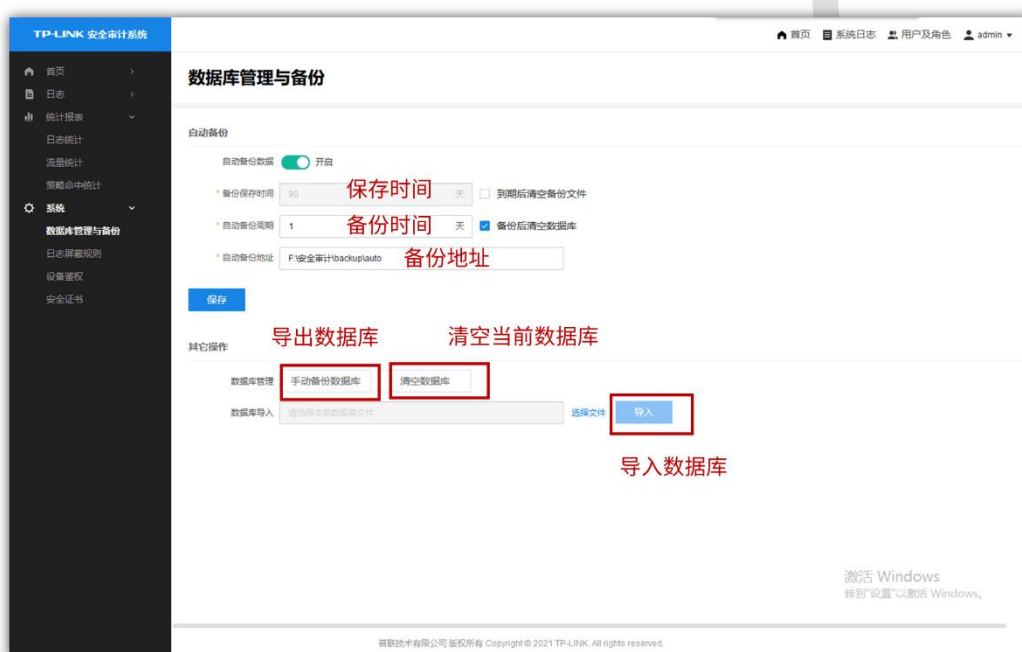 TP-LINK 安全审计系统
首页 系统日志 用户及角色 admin
首页
日志
统计报表
日志统计
流量统计
策略命中统计
系统
数据库管理与备份
日志屏蔽规则
设备鉴权
安全证书
数据库管理与备份
自动备份
自动备份数据 开启
* 备份保存时间 90 保存时间 天 到期后清空备份文件
* 自动备份周期 1 备份时间 天 备份后清空数据库
* 自动备份地址 F:\安全审计\backup\auto 备份地址
保存
导出数据库 清空当前数据库
其它操作
数据库管理 手动备份数据库 清空数据库
数据库导入 请选择本地数据库文件 选择文件 导入
导入数据库
激活 Windows
转到"设置"以激活 Windows。
普联技术有限公司 版权所有 Copyright © 2021 TP-LINK. All rights reserved.